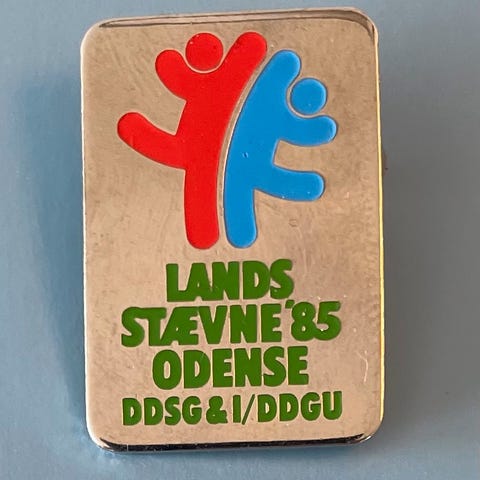 LANDS
STÆVNE '85
ODENSE
DDSG & I/DDGU